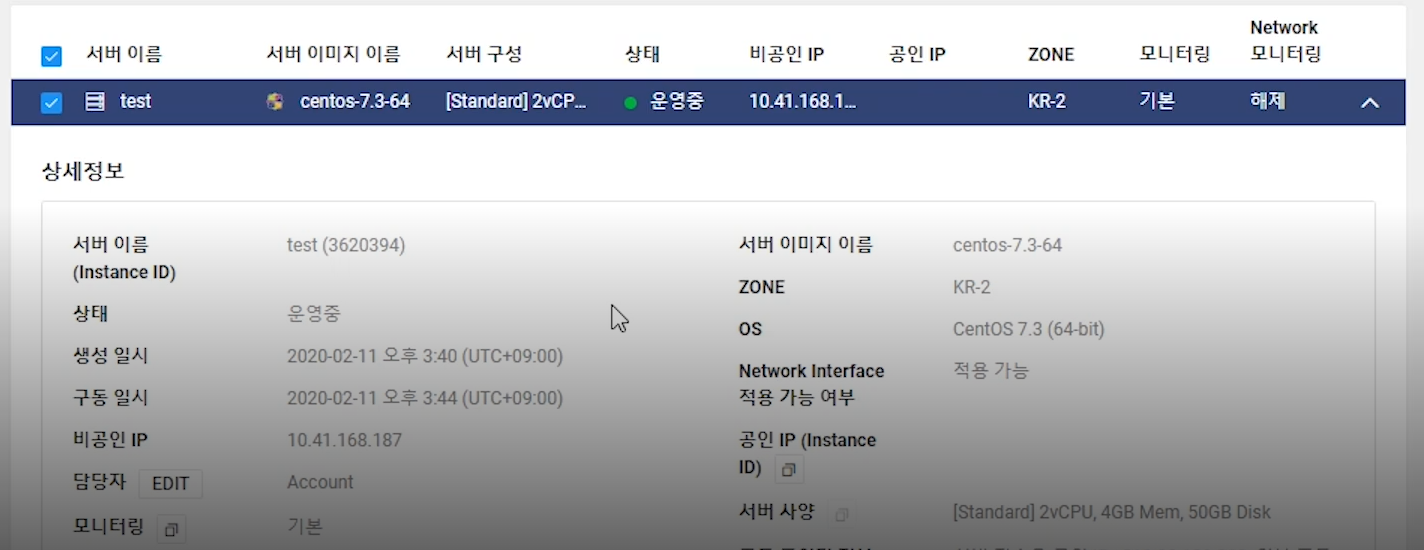 서버 이름 서버 이미지 이름 서버 구성 상태 비공인 IP 공인 IP ZONE 모니터링 Network 모니터링
test centos-7.3-64 [Standard] 2vCP... 운영중 10.41.168.1... KR-2 기본 해제
상세정보
서버 이름 (Instance ID) test (3620394)
상태 운영중
생성 일시 2020-02-11 오후 3:40 (UTC+09:00)
구동 일시 2020-02-11 오후 3:44 (UTC+09:00)
비공인 IP 10.41.168.187
담당자 EDIT Account
모니터링 기본
서버 이미지 이름 centos-7.3-64
ZONE KR-2
OS CentOS 7.3 (64-bit)
Network Interface 적용 가능 여부 적용 가능
공인 IP (Instance ID)
서버 사양 [Standard] 2vCPU, 4GB Mem, 50GB Disk